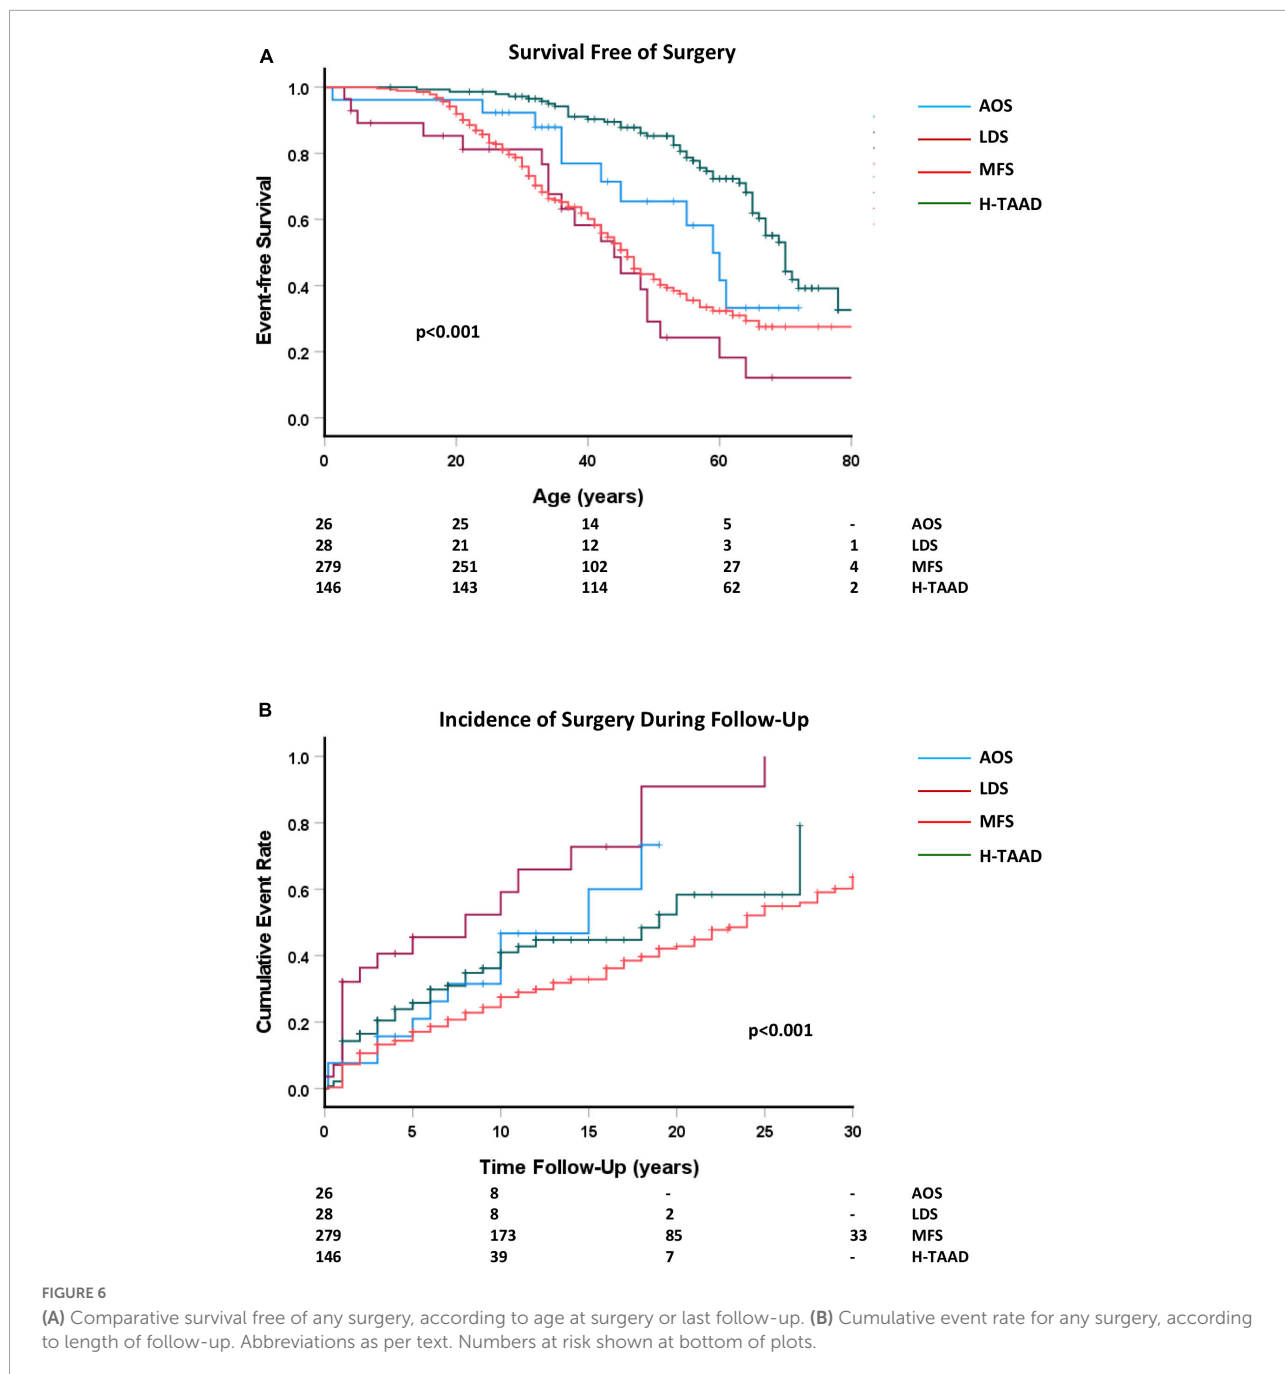 A
Survival Free of Surgery
1.0
0.8
0.6
0.4
0.2
0.0
Event-free Survival
p<0.001
0 20 40 60 80
Age (years)
AOS
LDS
MFS
H-TAAD
26 25 14 5 - AOS
28 21 12 3 1 LDS
279 251 102 27 4 MFS
146 143 114 62 2 H-TAAD
B
Incidence of Surgery During Follow-Up
1.0
0.8
0.6
0.4
0.2
0.0
Cumulative Event Rate
p<0.001
0 5 10 15 20 25 30
Time Follow-Up (years)
AOS
LDS
MFS
H-TAAD
26 8 - - AOS
28 8 2 - LDS
279 173 85 33 MFS
146 39 7 - H-TAAD
FIGURE 6
(A) Comparative survival free of any surgery, according to age at surgery or last follow-up. (B) Cumulative event rate for any surgery, according
to length of follow-up. Abbreviations as per text. Numbers at risk shown at bottom of plots.